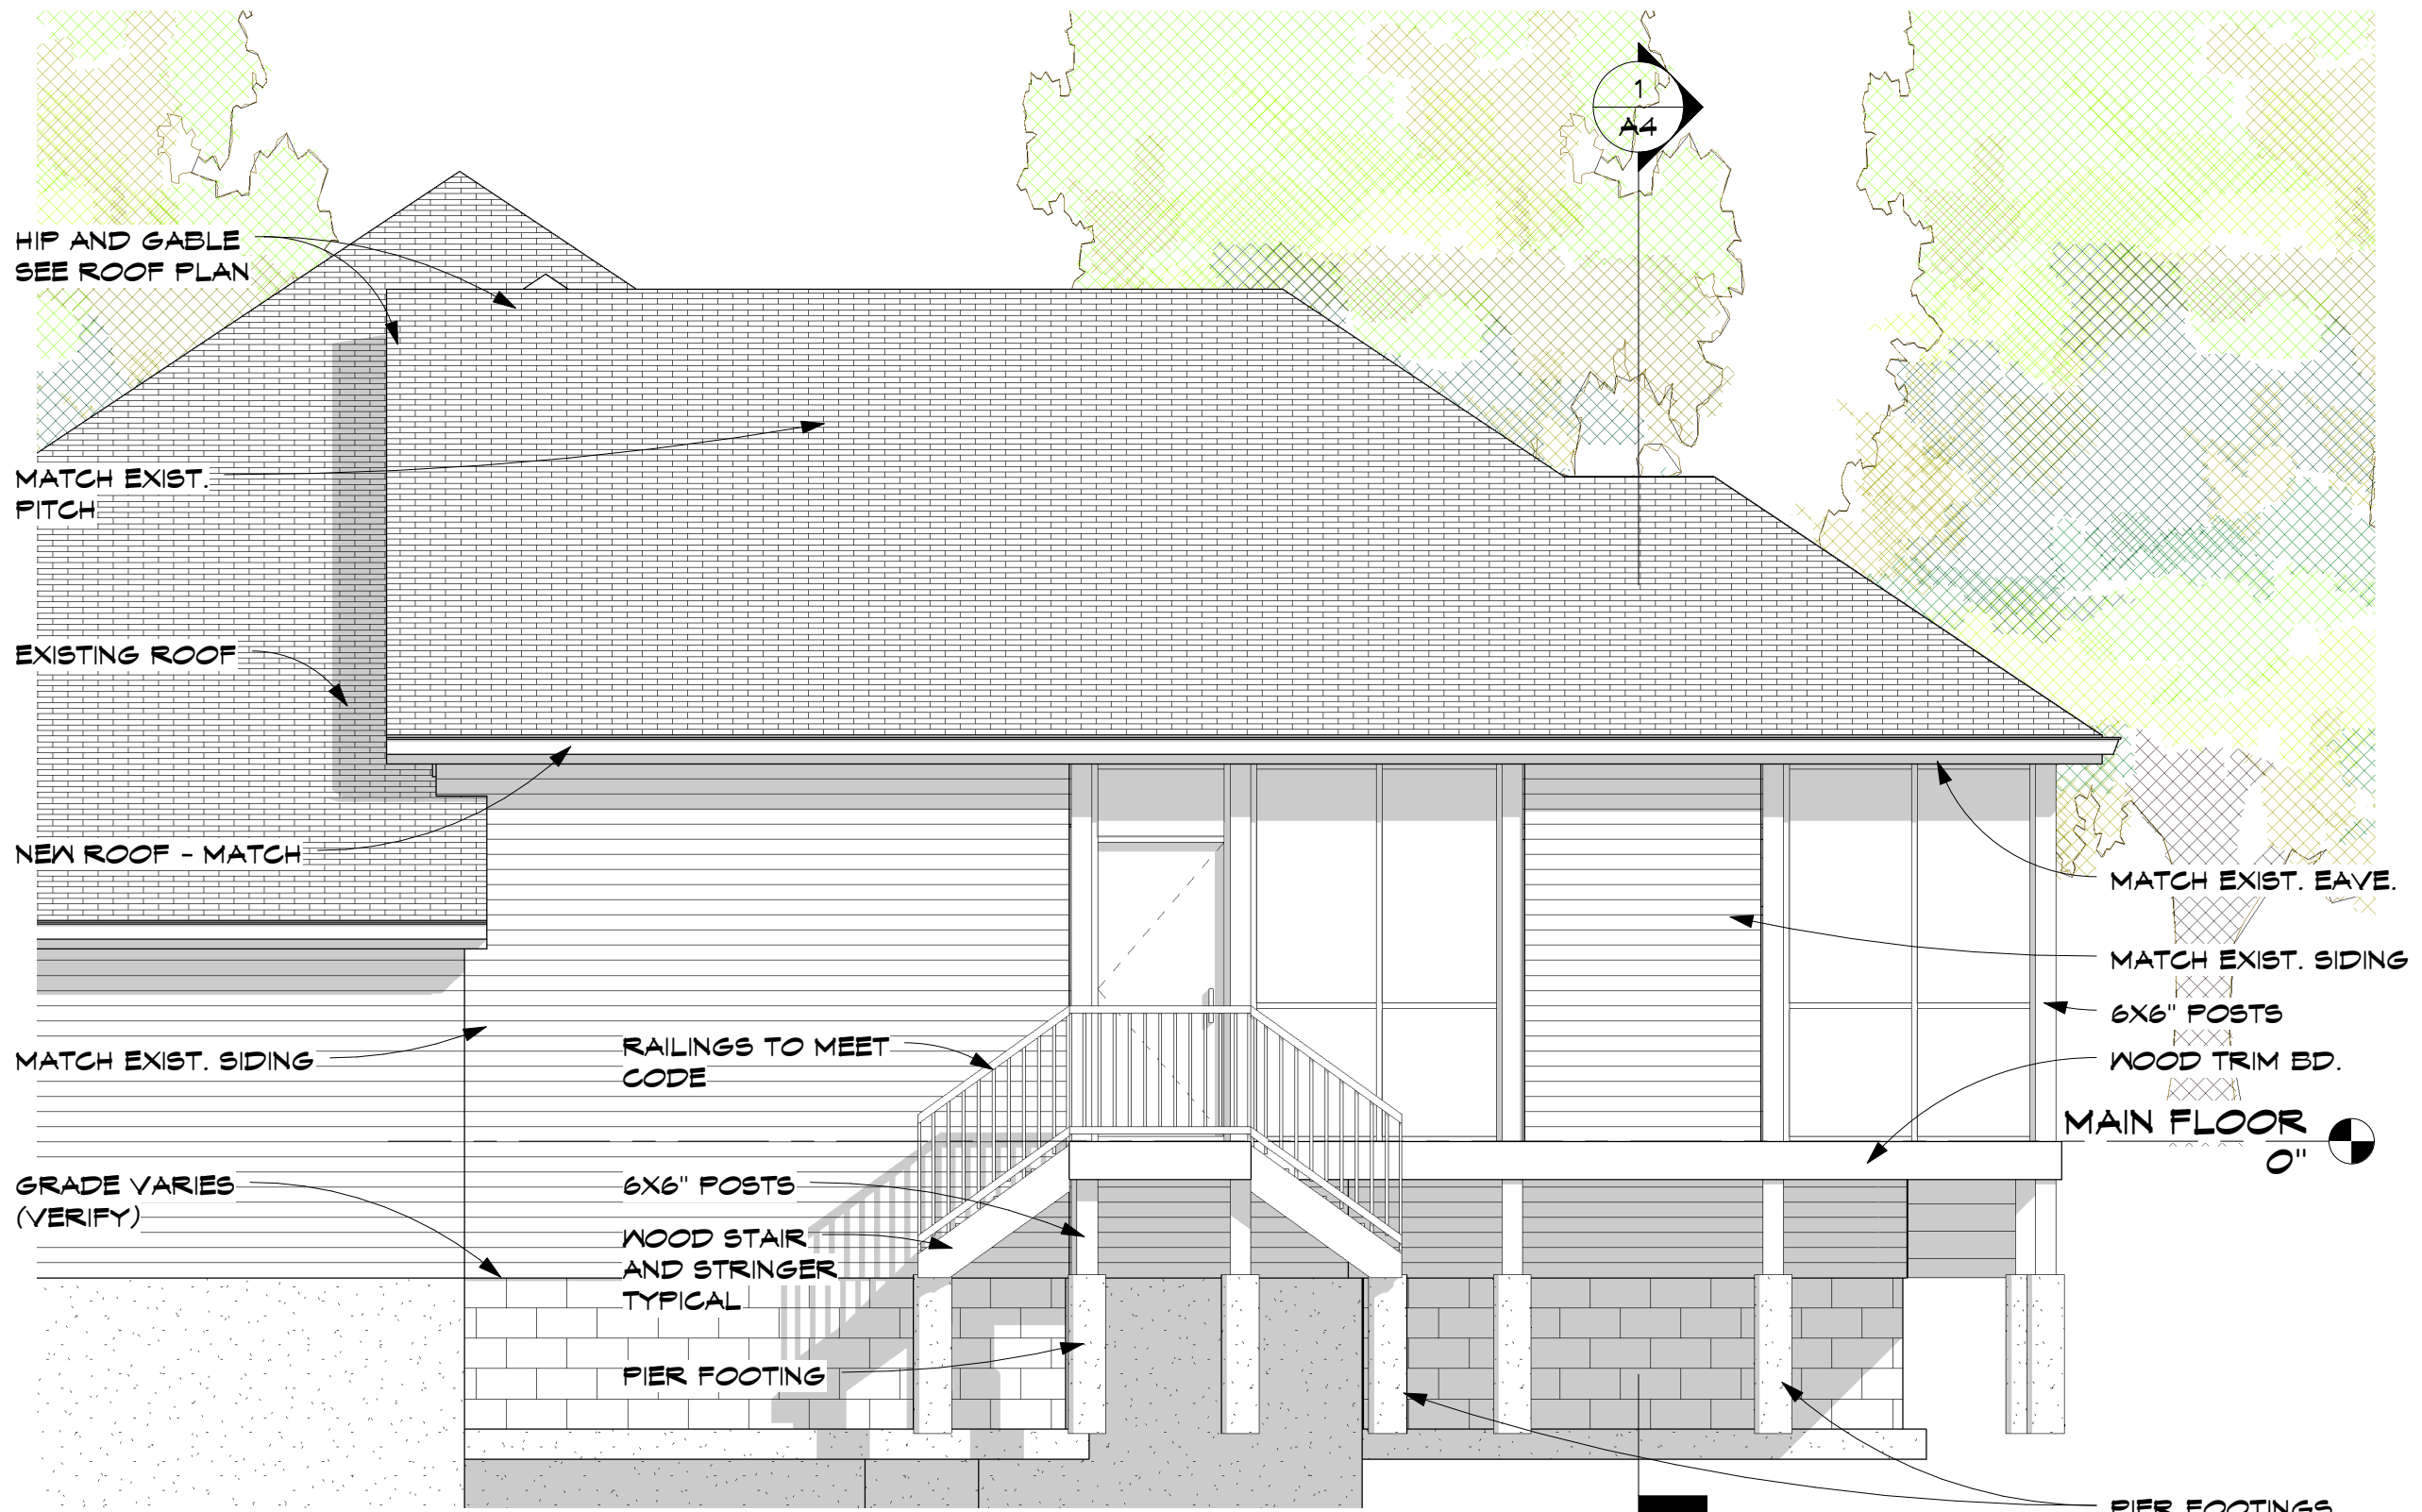 1
A4
HIP AND GABLE
SEE ROOF PLAN
MATCH EXIST.
PITCH
EXISTING ROOF
NEW ROOF - MATCH
MATCH EXIST. SIDING
GRADE VARIES
(VERIFY)
RAILINGS TO MEET
CODE
6X6" POSTS
WOOD STAIR
AND STRINGER
TYPICAL
PIER FOOTING
MATCH EXIST. EAVE.
MATCH EXIST. SIDING
6X6" POSTS
WOOD TRIM BD.
MAIN FLOOR
0"
PIER FOOTINGS